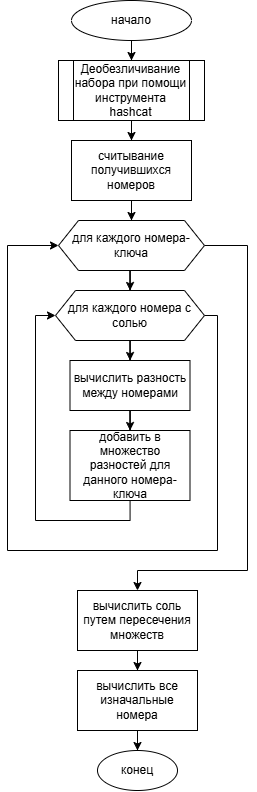 начало
Деобезличивание
набора при помощи
инструмента
hashcat
считывание
получившихся
номеров
для каждого номера-
ключа
для каждого номера с
солью
вычислить разность
между номерами
добавить в
множество
разностей для
данного номера-
ключа
вычислить соль
путем пересечения
множеств
вычислить все
изначальные
номера
конец